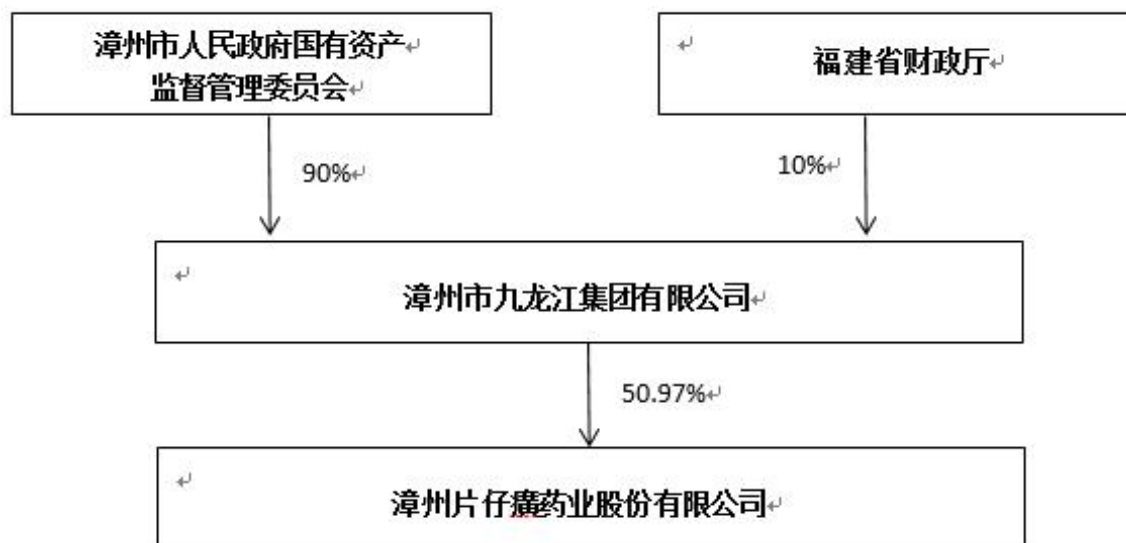 漳州市人民政府国有资产
监督管理委员会
福建省财政厅
90%
10%
漳州市九龙江集团有限公司
50.97%
漳州片仔癀药业股份有限公司